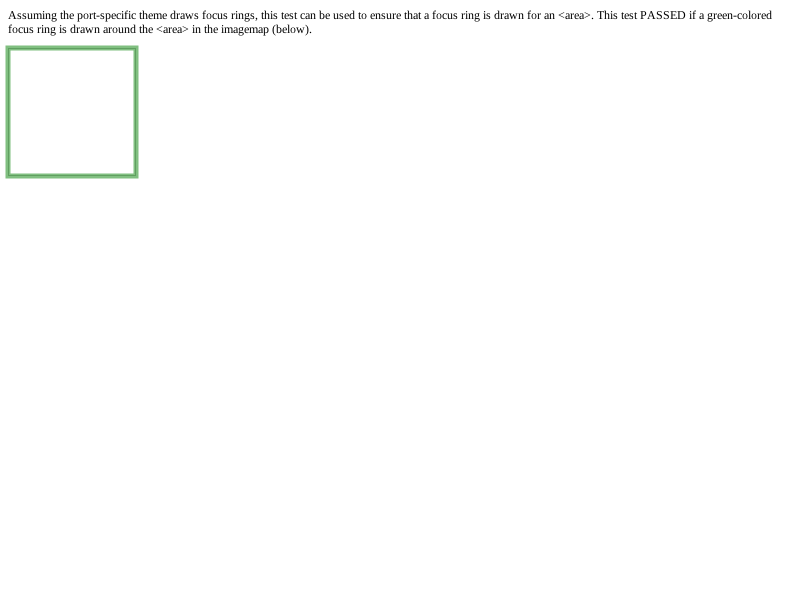 Assuming the port-specific theme draws focus rings, this test can be used to ensure that a focus ring is drawn for an <area>. This test PASSED if a green-colored
focus ring is drawn around the <area> in the imagemap (below).